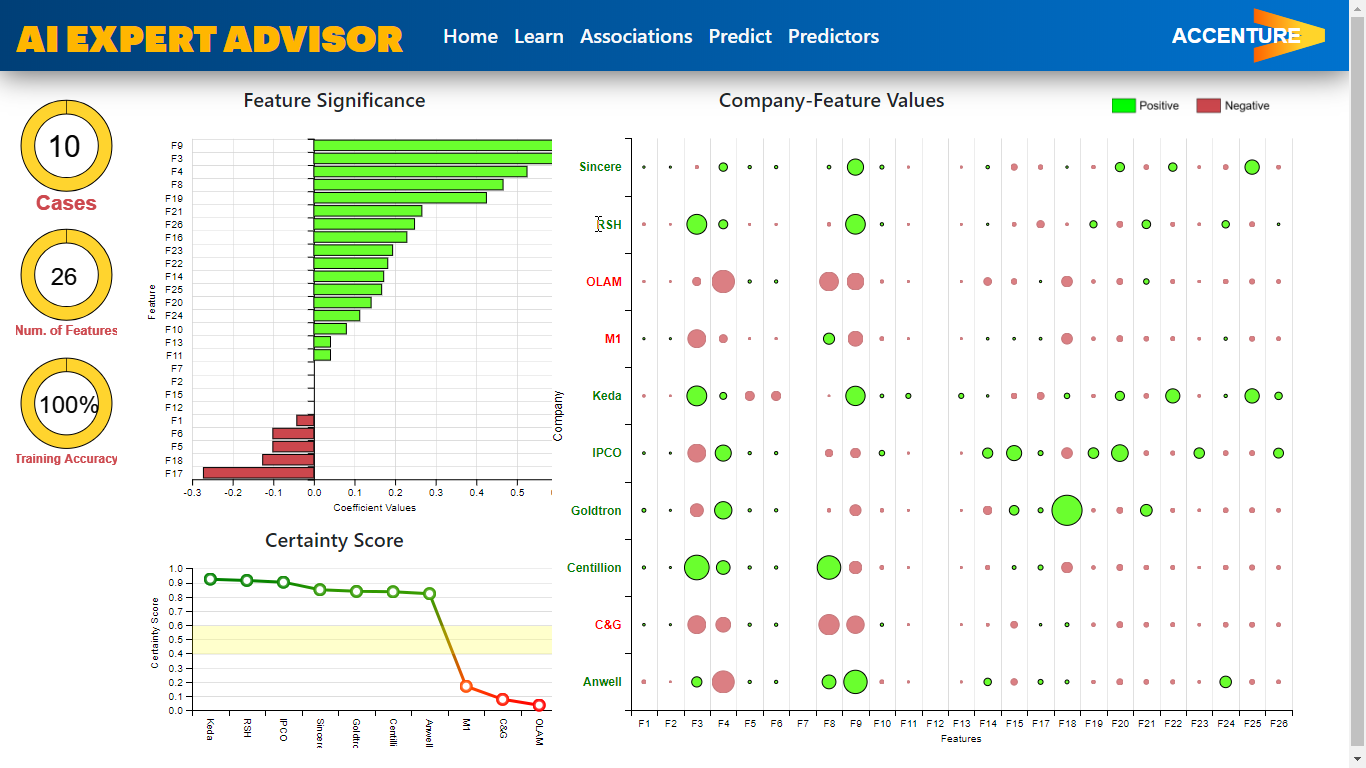 AI EXPERT ADVISOR
Home Learn Associations Predict Predictors
ACCENTURE
10
Cases
26
Num. of Features
100%
Training Accuracy
Feature Significance
Feature
F9
F3
F4
F8
F19
F21
F26
F16
F23
F22
F14
F25
F20
F24
F10
F13
F11
F7
F2
F15
F12
F1
F6
F5
F18
F17
-0.3 -0.2 -0.1 0.0 0.1 0.2 0.3 0.4 0.5
Coefficient Values
Certainty Score
Certainty Score
1.0
0.9
0.8
0.7
0.6
0.5
0.4
0.3
0.2
0.1
0.0
Keda RSH IPCO Sincere Goldtrc Centilli Anwell M1 C&G OLAM
Company-Feature Values
Positive Negative
Company
Sincere
RSH
OLAM
M1
Keda
IPCO
Goldtron
Centillion
C&G
Anwell
F1 F2 F3 F4 F5 F6 F7 F8 F9 F10 F11 F12 F13 F14 F15 F17 F18 F19 F20 F21 F22 F23 F24 F25 F26
Features